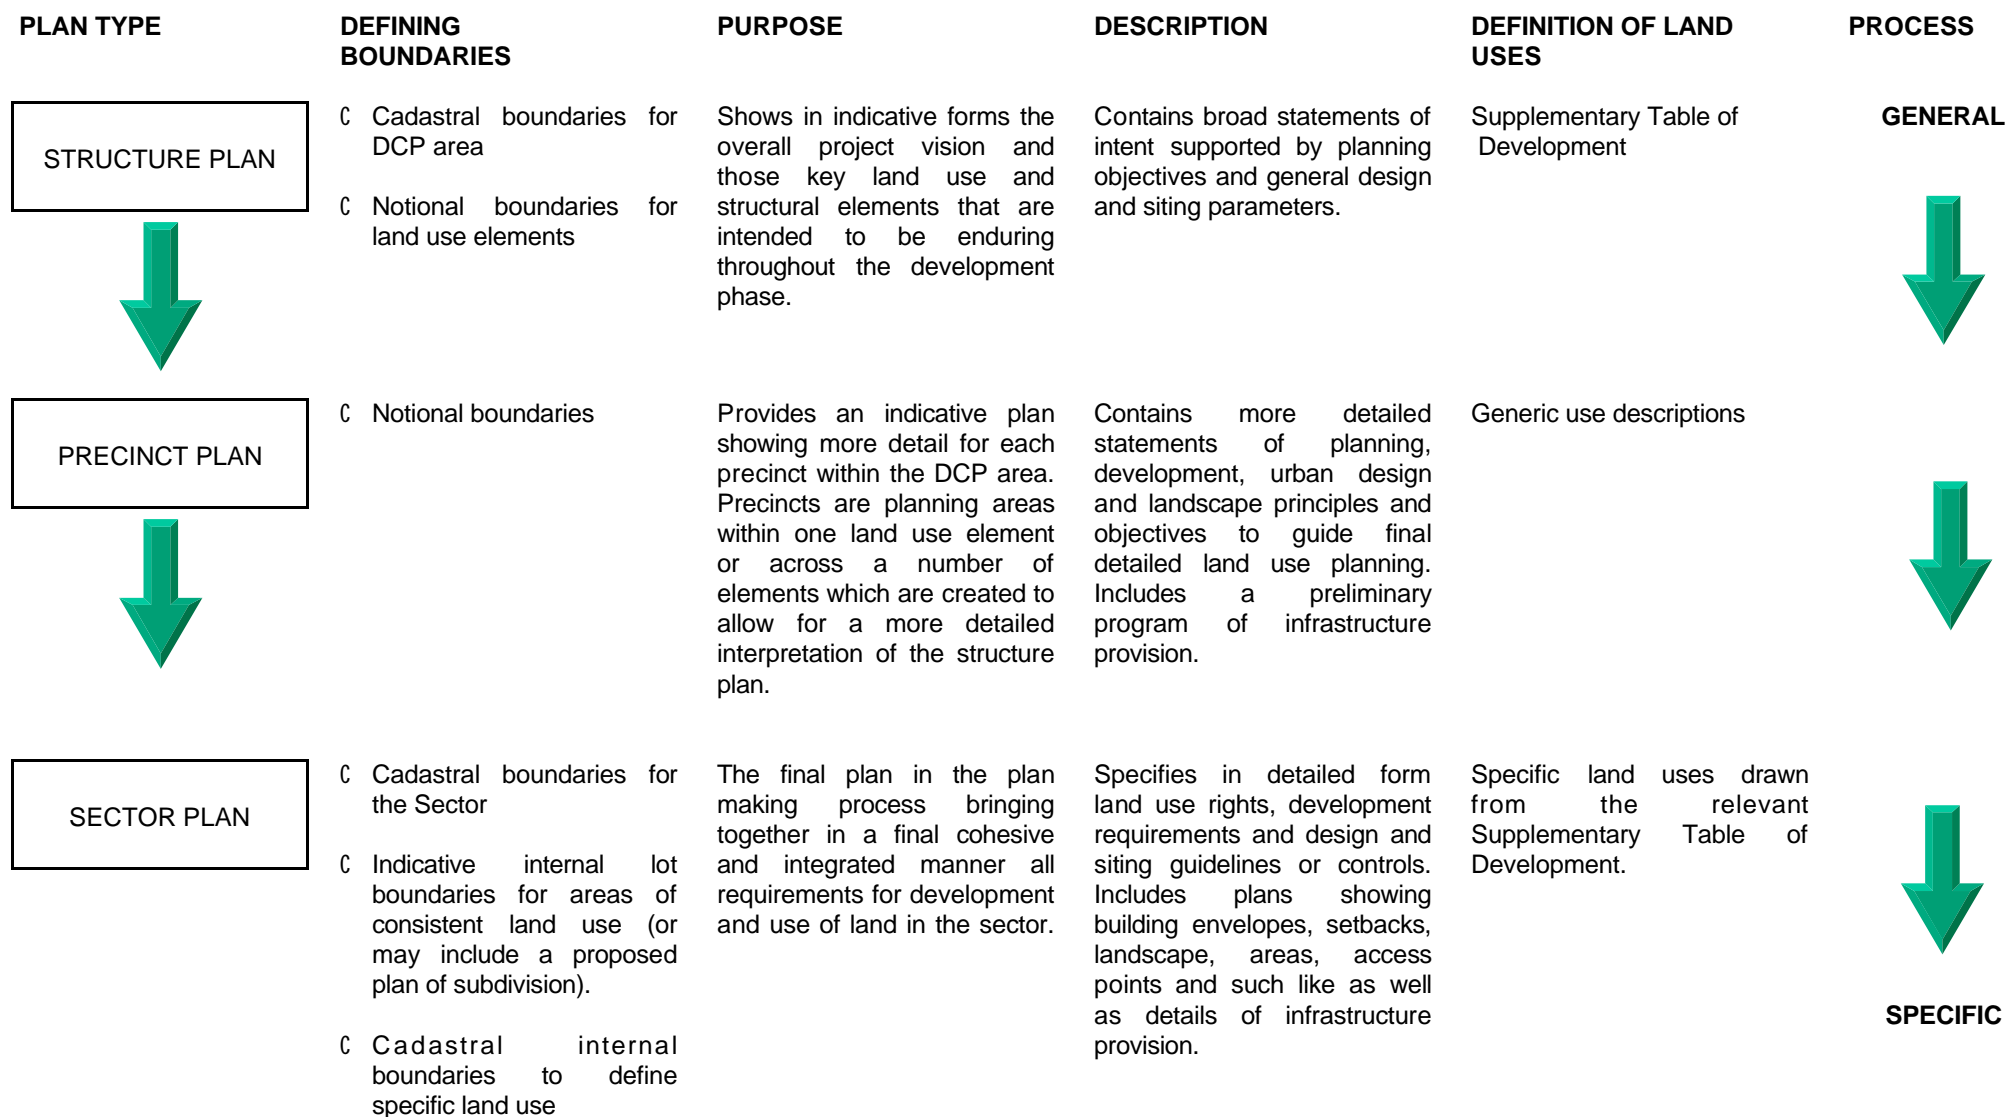 PLAN TYPE
DEFINING
BOUNDARIES
PURPOSE
DESCRIPTION
DEFINITION OF LAND
USES
PROCESS
STRUCTURE PLAN
C Cadastral boundaries for
DCP area
C Notional boundaries for
land use elements
Shows in indicative forms the
overall project vision and
those key land use and
structural elements that are
intended to be enduring
throughout the development
phase.
Contains broad statements of
intent supported by planning
objectives and general design
and siting parameters.
Supplementary Table of
Development
GENERAL
PRECINCT PLAN
C Notional boundaries
Provides an indicative plan
showing more detail for each
precinct within the DCP area.
Precincts are planning areas
within one land use element
or across a number of
elements which are created to
allow for a more detailed
interpretation of the structure
plan.
Contains more detailed
statements of planning,
development, urban design
and landscape principles and
objectives to guide final
detailed land use planning.
Includes a preliminary
program of infrastructure
provision.
Generic use descriptions
SECTOR PLAN
C Cadastral boundaries for
the Sector
C Indicative internal lot
boundaries for areas of
consistent land use (or
may include a proposed
plan of subdivision).
C Cadastral internal
boundaries to define
specific land use
The final plan in the plan
making process bringing
together in a final cohesive
and integrated manner all
requirements for development
and use of land in the sector.
Specifies in detailed form
land use rights, development
requirements and design and
siting guidelines or controls.
Includes plans showing
building envelopes, setbacks,
landscape, areas, access
points and such like as well
as details of infrastructure
provision.
Specific land uses drawn
from the relevant
Supplementary Table of
Development.
SPECIFIC